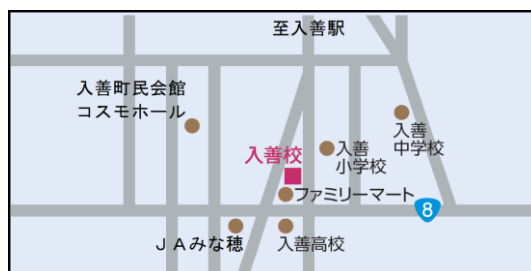 至入善駅
入善町民会館
コスモホール
入善校
入善
小学校
入善
中学校
ファミリーマート
8
JAみな穂
入善高校